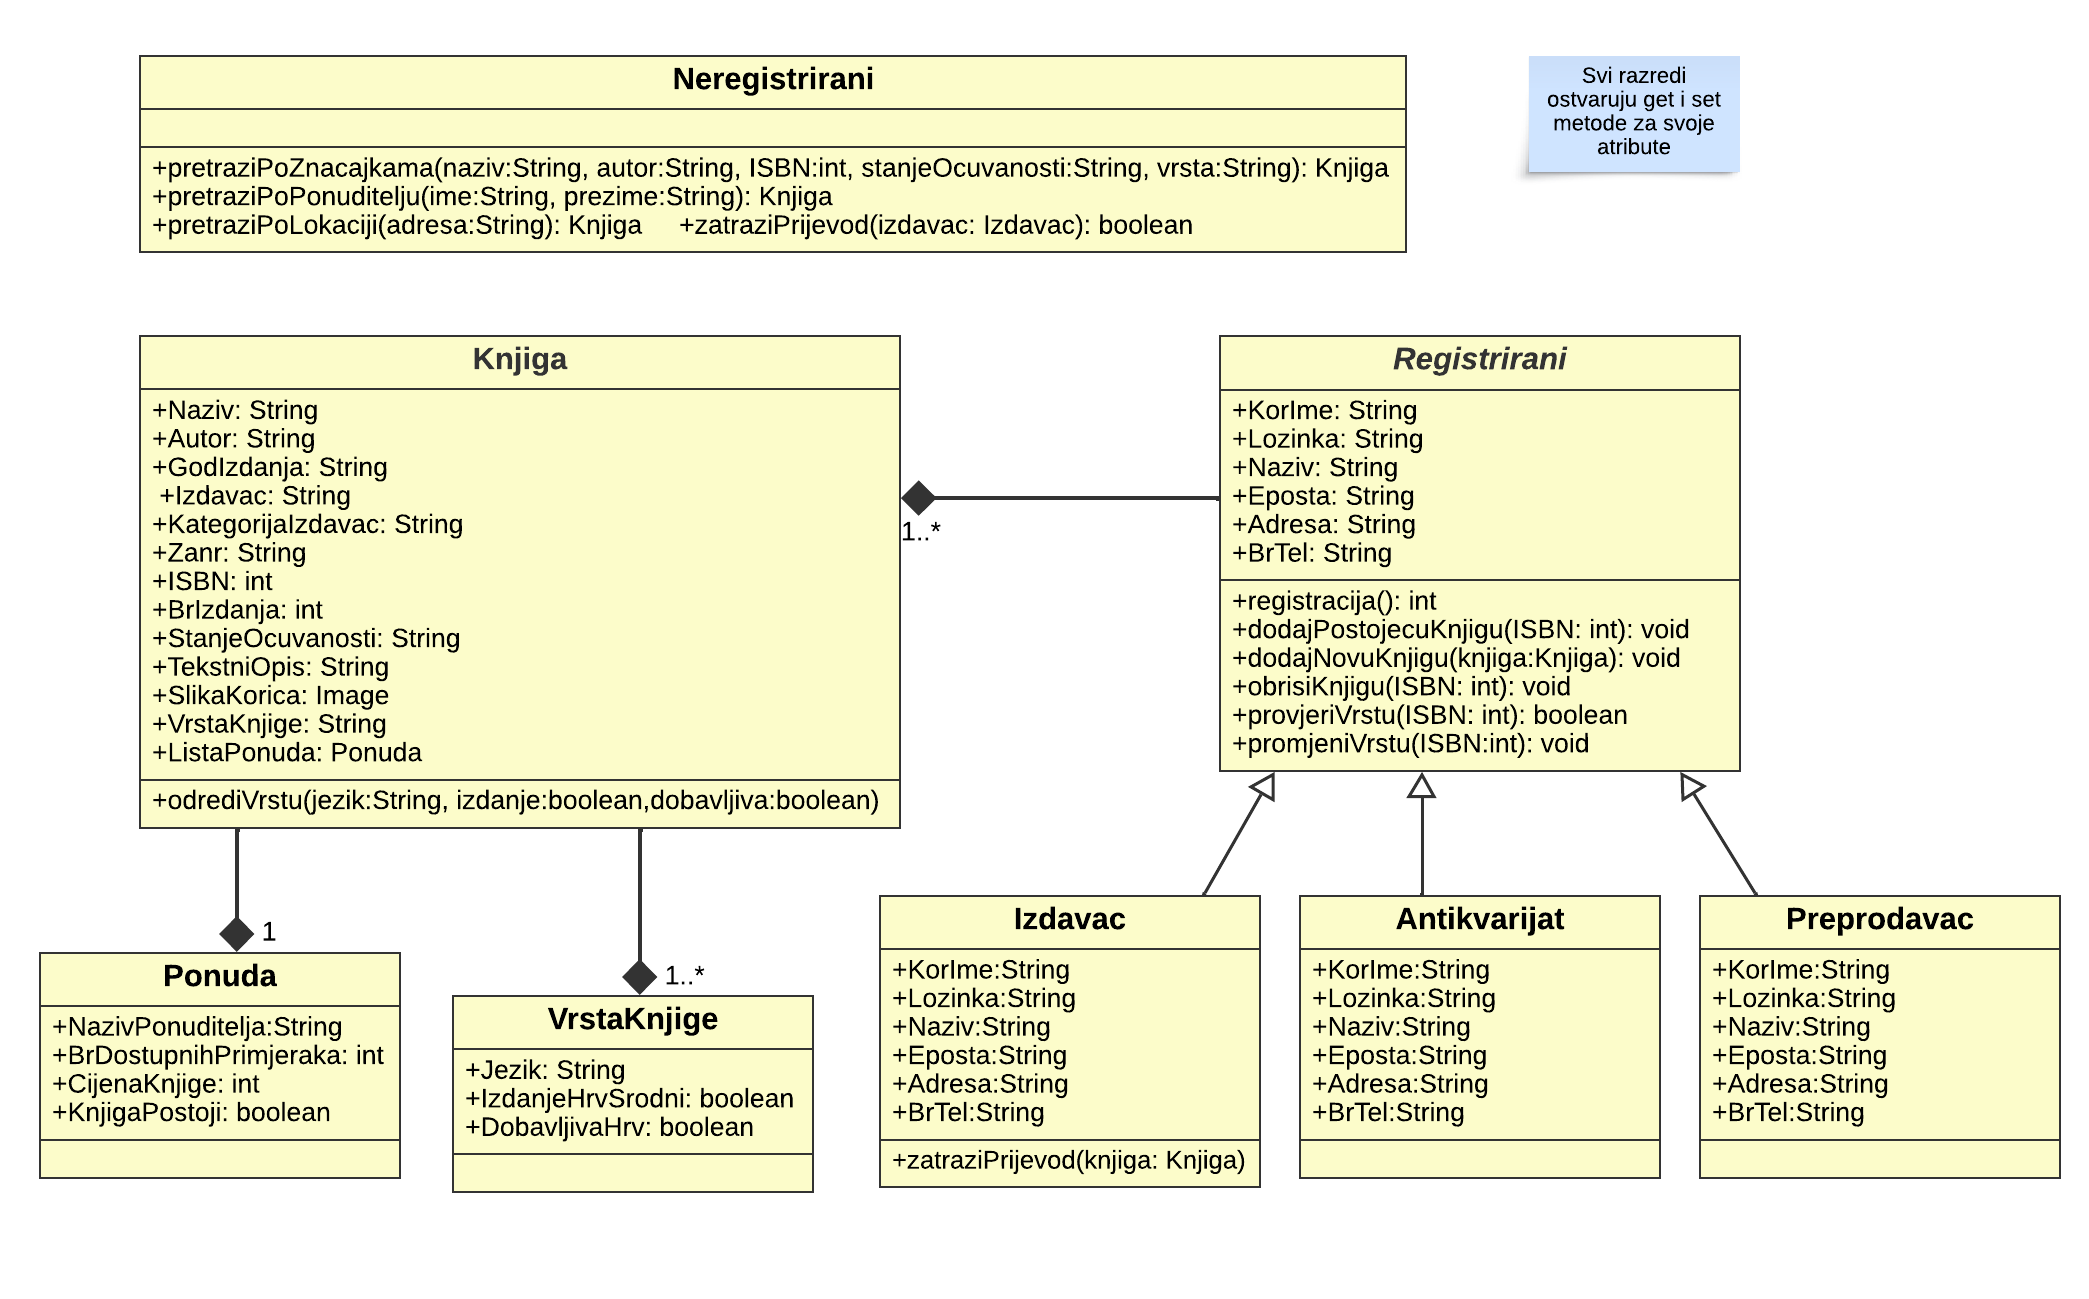 Neregistrirani
+pretraziPoZnacajkama(naziv:String, autor:String, ISBN:int, stanjeOcuvanosti:String, vrsta:String): Knjiga
+pretraziPoPonuditelju(ime:String, prezime:String): Knjiga
+pretraziPoLokaciji(adresa:String): Knjiga     +zatraziPrijevod(izdavac: Izdavac): boolean
Svi razredi
ostvaruju get i set
metode za svoje
atribute
Knjiga
+Naziv: String
+Autor: String
+GodIzdanja: String
+Izdavac: String
+KategorijaIzdavac: String
+Zanr: String
+ISBN: int
+BrIzdanja: int
+StanjeOcuvanosti: String
+TekstniOpis: String
+SlikaKorica: Image
+VrstaKnjige: String
+ListaPonuda: Ponuda
+odrediVrstu(jezik:String, izdanje:boolean,dobavljiva:boolean)
1..*
Registrirani
+KorIme: String
+Lozinka: String
+Naziv: String
+Eposta: String
+Adresa: String
+BrTel: String
+registracija(): int
+dodajPostojecuKnjigu(ISBN: int): void
+dodajNovuKnjigu(knjiga:Knjiga): void
+obrisiKnjigu(ISBN: int): void
+provjeriVrstu(ISBN: int): boolean
+promjeniVrstu(ISBN:int): void
1
Ponuda
+NazivPonuditelja:String
+BrDostupnihPrimjeraka: int
+CijenaKnjige: int
+KnjigaPostoji: boolean
1..*
VrstaKnjige
+Jezik: String
+IzdanjeHrvSrodni: boolean
+DobavljivaHrv: boolean
Izdavac
+KorIme:String
+Lozinka:String
+Naziv:String
+Eposta:String
+Adresa:String
+BrTel:String
+zatraziPrijevod(knjiga: Knjiga)
Antikvarijat
+KorIme:String
+Lozinka:String
+Naziv:String
+Eposta:String
+Adresa:String
+BrTel:String
Preprodavac
+KorIme:String
+Lozinka:String
+Naziv:String
+Eposta:String
+Adresa:String
+BrTel:String